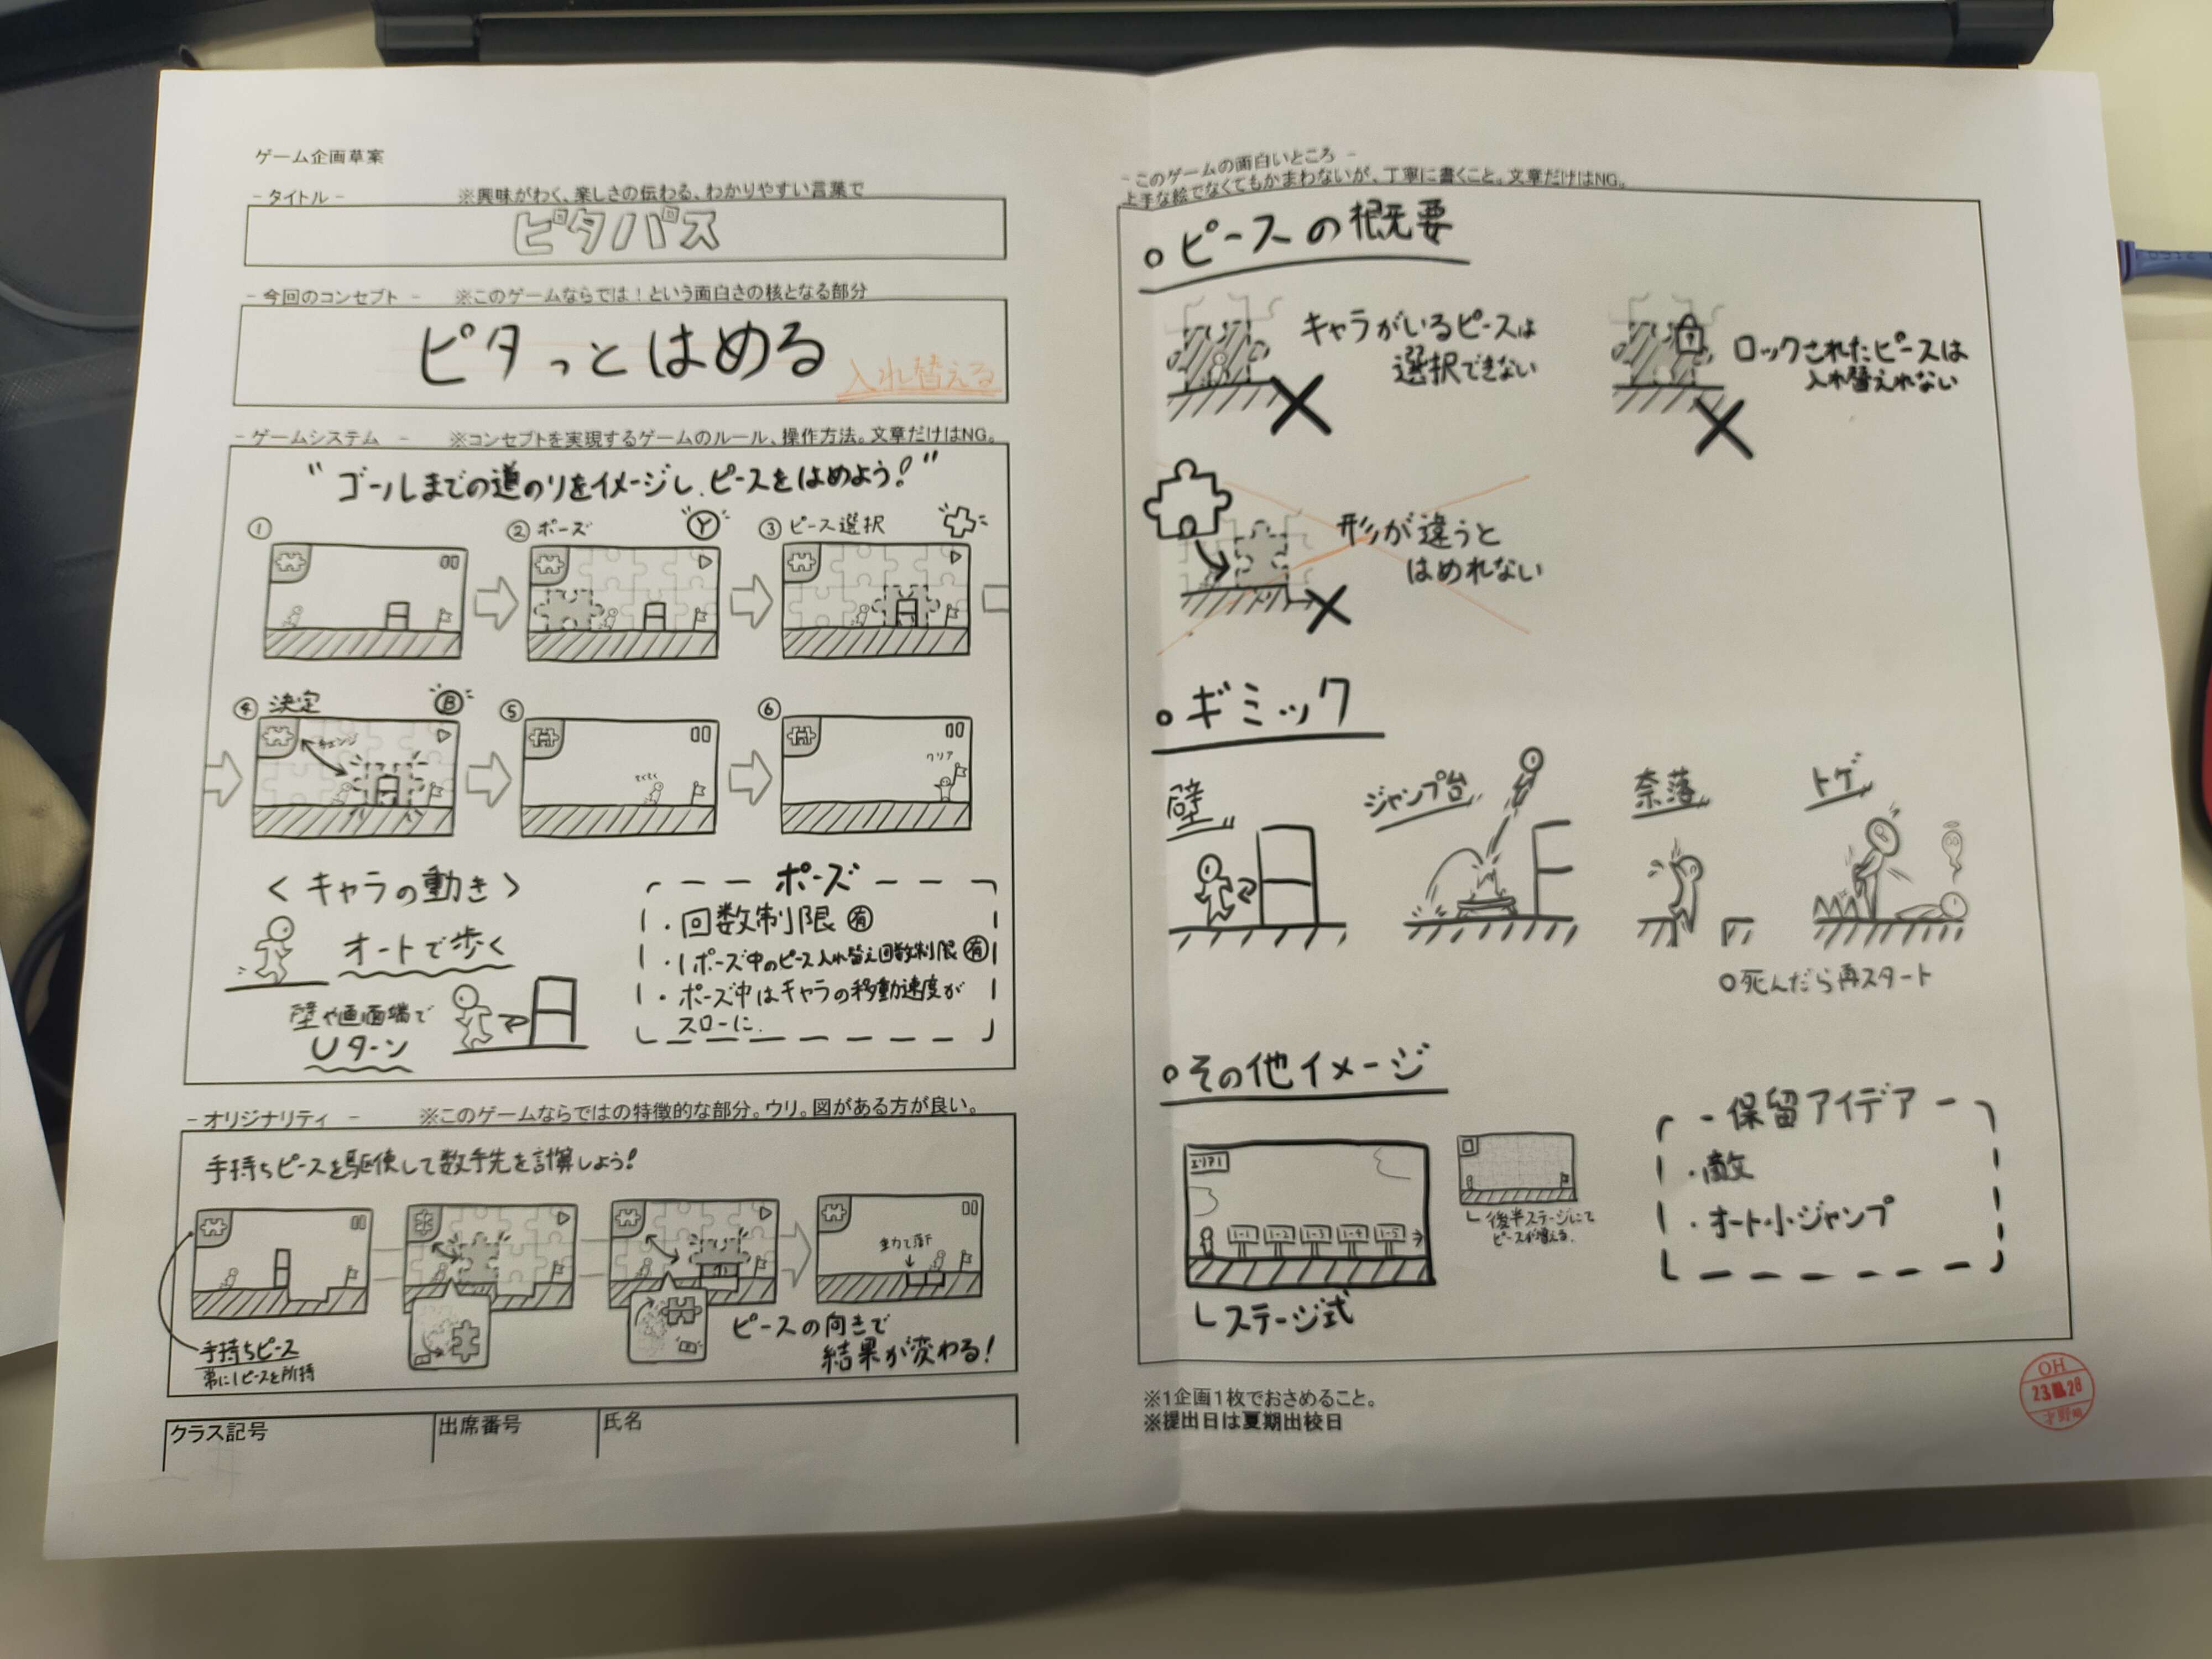 ゲーム企画草案
- タイトル -　※興味がわく、楽しさの伝わる、わかりやすい言葉で
ピタパズ
- 今回のコンセプト -　※このゲームならでは！という面白さの核となる部分
ピタっとはめる
入れ替える
- ゲームシステム -　※コンセプトを実現するゲームのルール、操作方法。文章だけはNG。
"ゴールまでの道のりをイメージし、ピースをはめよう！"
①
② ポーズ Ⓨ
③ ピース選択
④ 決定 Ⓑ
チェンジ
⑤
てくてく
⑥
クリア
＜キャラの動き＞
オートで歩く
壁や画面端で
Uターン
ポーズ
・回数制限 ㊒
・1ポーズ中のピース入れ替え回数制限 ㊒
・ポーズ中はキャラの移動速度が
スローに.
- オリジナリティ -　※このゲームならではの特徴的な部分。ウリ。図がある方が良い。
手持ちピースを駆使して数手先を計算しよう！
重力で落下
手持ちピース
常に1ピースを所持
ピースの向きで
結果が変わる！
クラス記号
出席番号
氏名
- このゲームの面白いところ -
上手な絵でなくてもかまわないが、丁寧に書くこと。文章だけはNG。
○ピースの概要
キャラがいるピースは
選択できない
ロックされたピースは
入れ替えれない
形が違うと
はめれない
○ギミック
壁
ジャンプ台
奈落
トゲ
○死んだら再スタート
○その他イメージ
エリア1
1-1
1-2
1-3
1-4
1-5
ステージ式
後半ステージにて
ピースが増える.
- 保留アイデア -
・敵
・オート小ジャンプ
※1企画1枚でおさめること。
※提出日は夏期出校日
OH